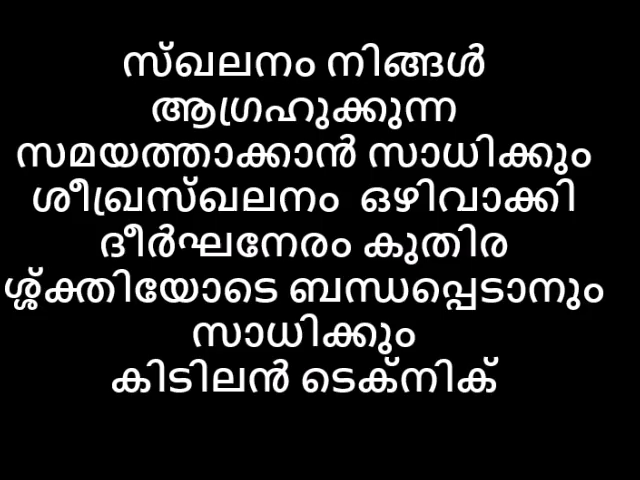 സ്ഖലനം നിങ്ങൾ
ആഗ്രഹുക്കുന്ന
സമയത്താക്കാൻ സാധിക്കും
ശീഖ്രസ്ഖലനം ഒഴിവാക്കി
ദീർഘനേരം കുതിര
ശ്ശ്ക്തിയോടെ ബന്ധപ്പെടാനും
സാധിക്കും
കിടിലൻ ടെക്നിക്